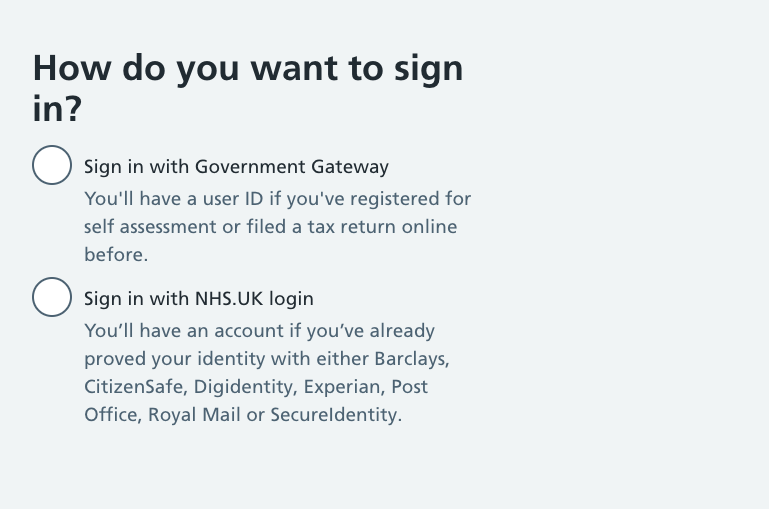 How do you want to sign
in?
Sign in with Government Gateway
You'll have a user ID if you've registered for
self assessment or filed a tax return online
before.
Sign in with NHS.UK login
You’ll have an account if you’ve already
proved your identity with either Barclays,
CitizenSafe, Digidentity, Experian, Post
Office, Royal Mail or SecureIdentity.